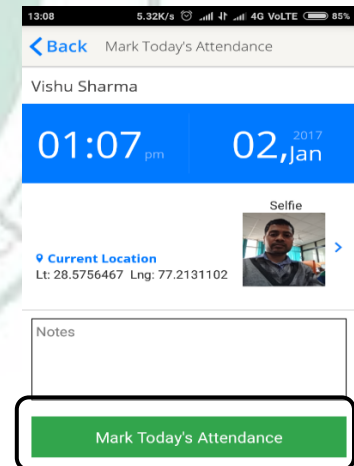 13:08 5.32K/s 4G VoLTE 85%
Back Mark Today's Attendance
Vishu Sharma
01:07 pm 02, 2017 Jan
Selfie
Current Location
Lt: 28.5756467 Lng: 77.2131102
Notes
Mark Today's Attendance